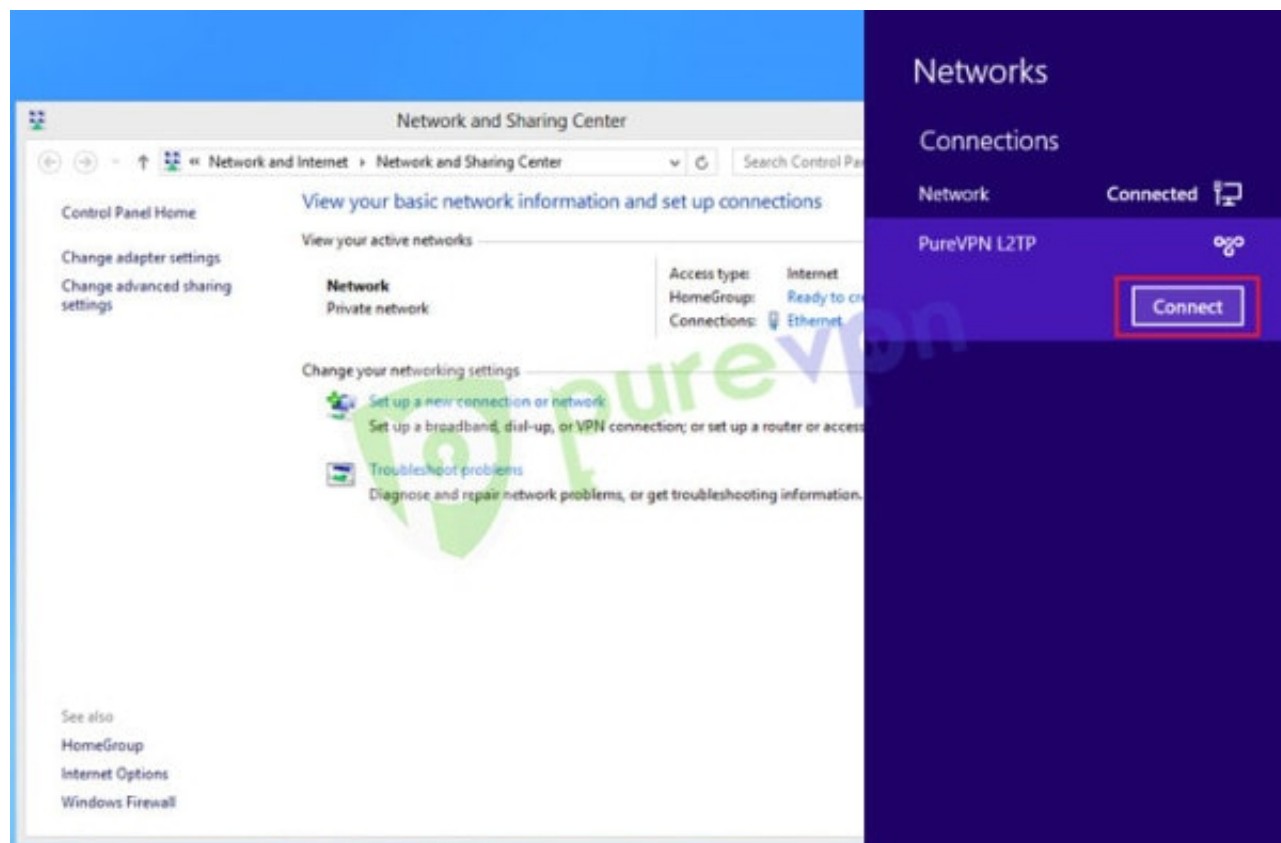 Networks
Connections
Network Connected
PureVPN L2TP
Connect
Network and Sharing Center
« Network and Internet Network and Sharing Center
Search Control
Control Panel Home
Change adapter settings
Change advanced sharing
settings
View your basic network information and set up connections
View your active networks
Network
Private network
Access type: Internet
HomeGroup: Ready to
Connections: Ethernet
Change your networking settings
Set up a new connection or network
Set up a broadband, dial-up, or VPN connection; or set up a router or access
Troubleshoot problems
Diagnose and repair network problems, or get troubleshooting information.
purevpn
See also
HomeGroup
Internet Options
Windows Firewall